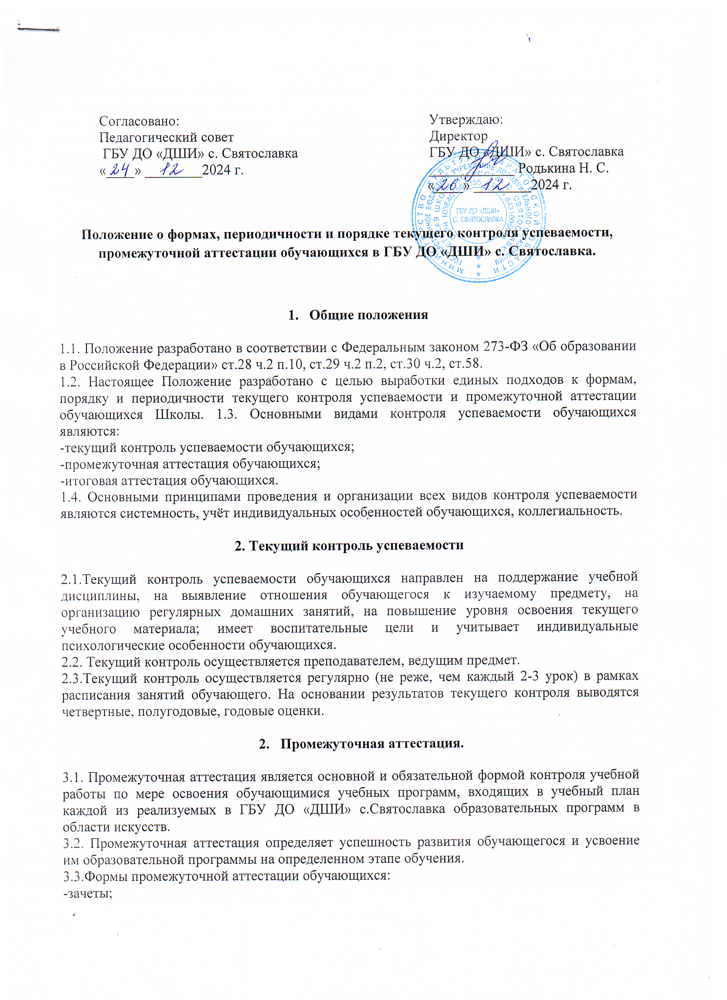 Согласовано:
Педагогический совет
ГБУ ДО «ДШИ» с. Святославка
«24» 12 2024 г.
Утверждаю:
Директор
ГБУ ДО «ДШИ» с. Святославка
Родькина Н. С.
«26» 12 2024 г.
ГБУ ДО «ДШИ»
С. СВЯТОСЛАВКА
Положение о формах, периодичности и порядке текущего контроля успеваемости,
промежуточной аттестации обучающихся в ГБУ ДО «ДШИ» с. Святославка.
1. Общие положения
1.1. Положение разработано в соответствии с Федеральным законом 273-ФЗ «Об образовании
в Российской Федерации» ст.28 ч.2 п.10, ст.29 ч.2 п.2, ст.30 ч.2, ст.58.
1.2. Настоящее Положение разработано с целью выработки единых подходов к формам,
порядку и периодичности текущего контроля успеваемости и промежуточной аттестации
обучающихся Школы. 1.3. Основными видами контроля успеваемости обучающихся
являются:
-текущий контроль успеваемости обучающихся;
-промежуточная аттестация обучающихся;
-итоговая аттестация обучающихся.
1.4. Основными принципами проведения и организации всех видов контроля успеваемости
являются системность, учёт индивидуальных особенностей обучающихся, коллегиальность.
2. Текущий контроль успеваемости
2.1.Текущий контроль успеваемости обучающихся направлен на поддержание учебной
дисциплины, на выявление отношения обучающегося к изучаемому предмету, на
организацию регулярных домашних занятий, на повышение уровня освоения текущего
учебного материала; имеет воспитательные цели и учитывает индивидуальные
психологические особенности обучающихся.
2.2. Текущий контроль осуществляется преподавателем, ведущим предмет.
2.3.Текущий контроль осуществляется регулярно (не реже, чем каждый 2-3 урок) в рамках
расписания занятий обучающего. На основании результатов текущего контроля выводятся
четвертные, полугодовые, годовые оценки.
2. Промежуточная аттестация.
3.1. Промежуточная аттестация является основной и обязательной формой контроля учебной
работы по мере освоения обучающимися учебных программ, входящих в учебный план
каждой из реализуемых в ГБУ ДО «ДШИ» с.Святославка образовательных программ в
области искусств.
3.2. Промежуточная аттестация определяет успешность развития обучающегося и усвоение
им образовательной программы на определенном этапе обучения.
3.3.Формы промежуточной аттестации обучающихся:
-зачеты;